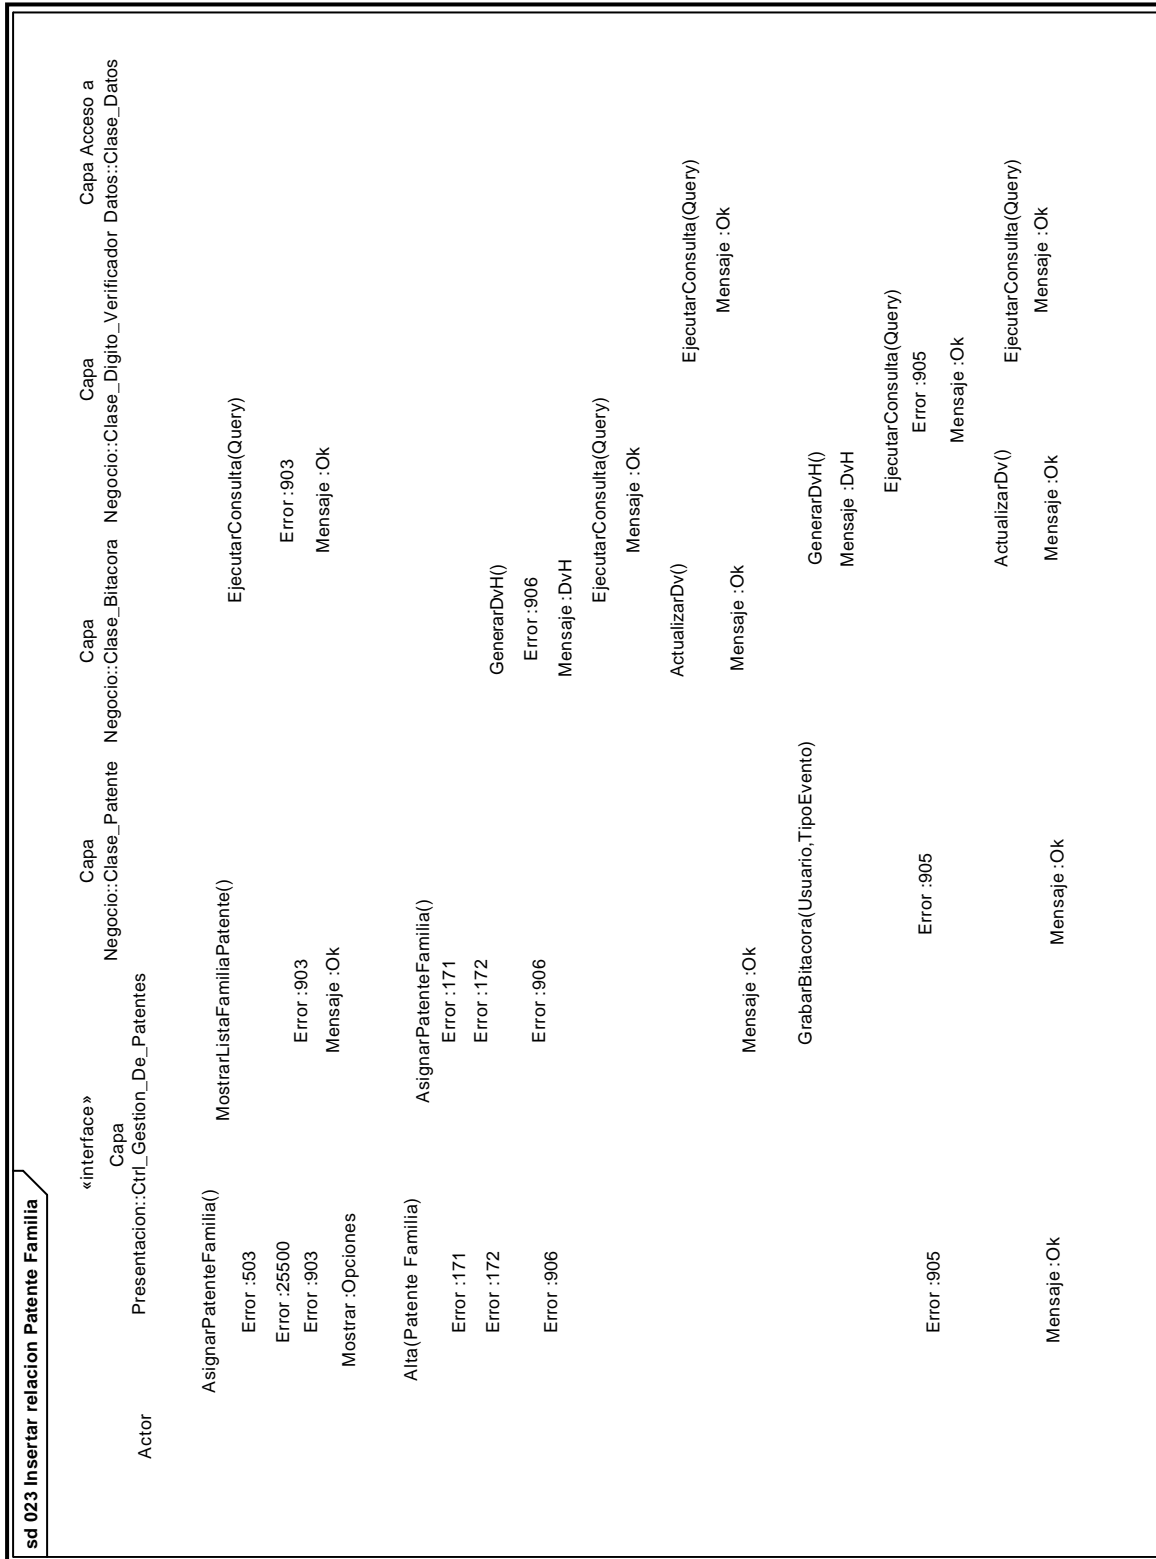 sd 023 Insertar relacion Patente Familia
Actor
«interface»
Capa
Presentacion::Ctrl_Gestion_De_Patentes
Capa
Negocio::Clase_Patente
Capa
Negocio::Clase_Bitacora
Capa
Negocio::Clase_Digito_Verificador
Capa Acceso a
Datos::Clase_Datos
AsignarPatenteFamilia()
MostrarListaFamiliaPatente()
EjecutarConsulta(Query)
Error :503
Error :25500
Error :903
Error :903
Error :903
Mensaje :Ok
Mensaje :Ok
Mostrar :Opciones
Alta(Patente Familia)
AsignarPatenteFamilia()
Error :171
Error :171
Error :172
Error :172
GenerarDvH()
Error :906
Error :906
Error :906
Mensaje :DvH
EjecutarConsulta(Query)
Mensaje :Ok
ActualizarDv()
EjecutarConsulta(Query)
Mensaje :Ok
Mensaje :Ok
Mensaje :Ok
GrabarBitacora(Usuario,TipoEvento)
GenerarDvH()
Mensaje :DvH
EjecutarConsulta(Query)
Error :905
Error :905
Error :905
Mensaje :Ok
ActualizarDv()
EjecutarConsulta(Query)
Mensaje :Ok
Mensaje :Ok
Mensaje :Ok
Mensaje :Ok